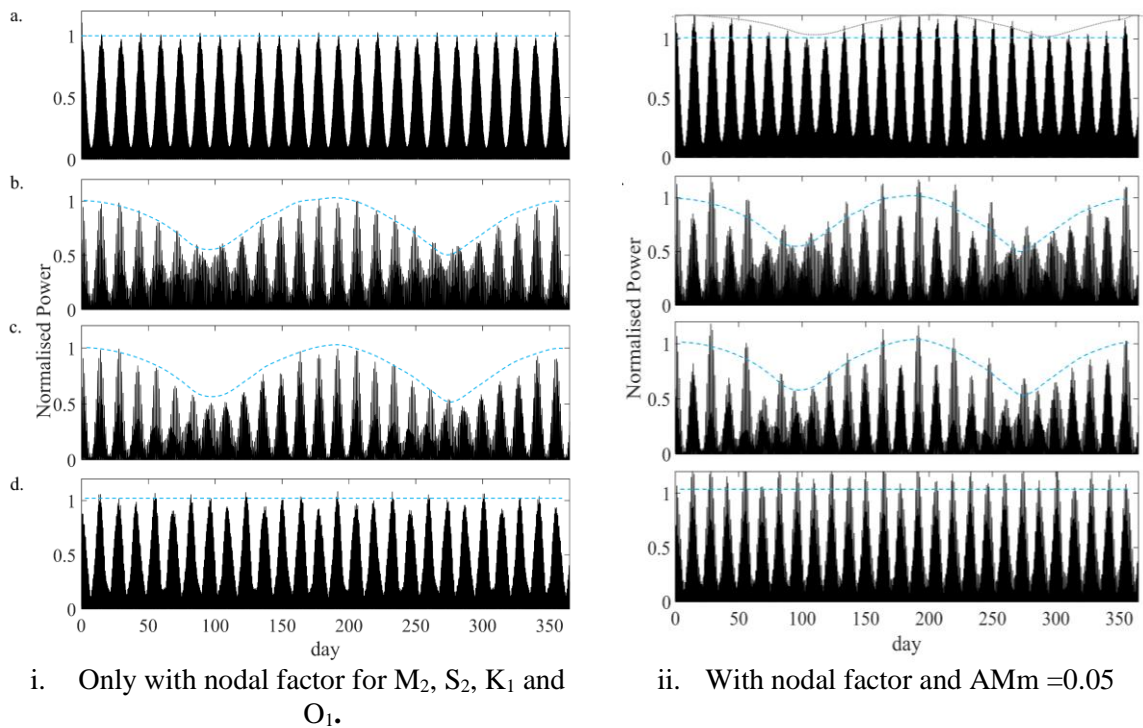 a.
1
0.5
0
b.
1
0.5
0
c.
1
0.5
0
d.
1
0.5
0
Normalised Power
0 50 100 150 200 250 300 350
day
i. Only with nodal factor for M₂, S₂, K₁ and
O₁.
ii.
1
0.5
0
1
0.5
0
1
0.5
0
1
0.5
0
Normalised Power
0 50 100 150 200 250 300 350
day
ii. With nodal factor and AMm =0.05